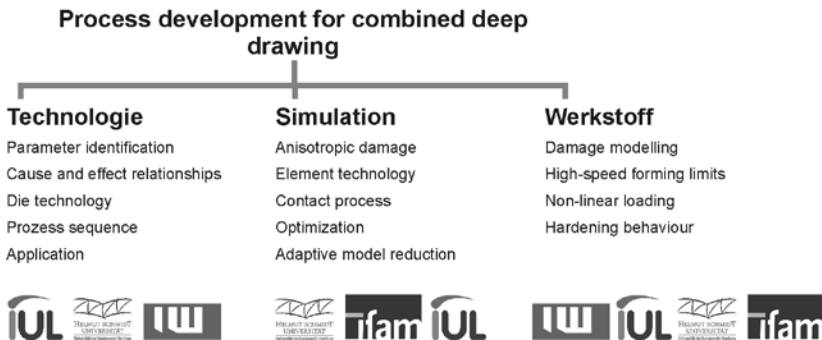 Process development for combined deep
drawing
Technologie
Parameter identification
Cause and effect relationships
Die technology
Prozess sequence
Application
Simulation
Anisotropic damage
Element technology
Contact process
Optimization
Adaptive model reduction
Werkstoff
Damage modelling
High-speed forming limits
Non-linear loading
Hardening behaviour
iUL
HELMUT SCHMIDT
UNIVERSITÄT
IW
HELMUT SCHMIDT
UNIVERSITÄT
ifam
iUL
IW
iUL
HELMUT SCHMIDT
UNIVERSITÄT
ifam